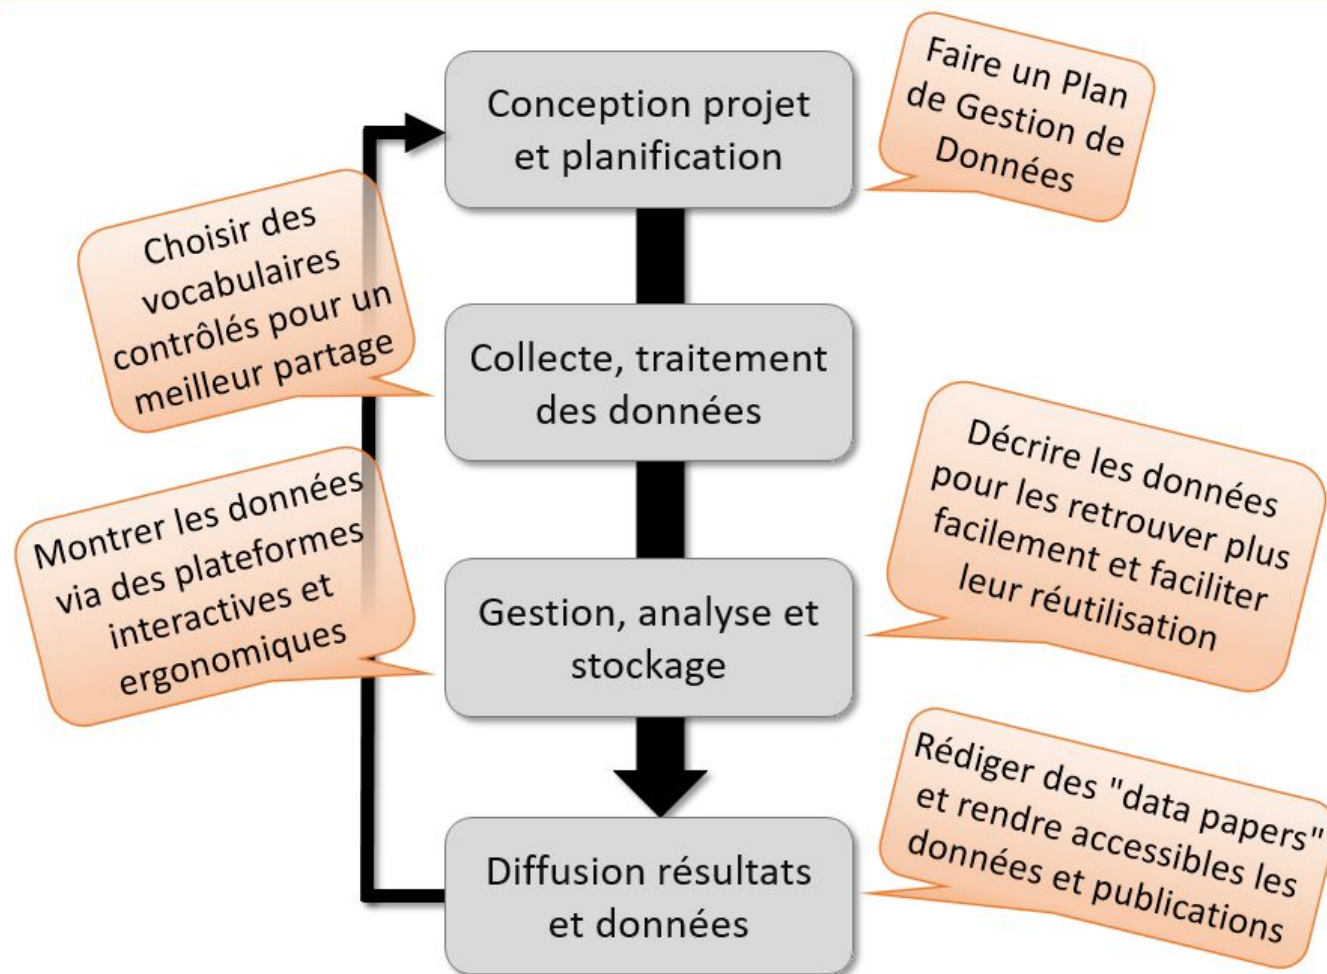 Conception projet
et planification
Faire un Plan
de Gestion de
Données
Choisir des
vocabulaires
contrôlés pour un
meilleur partage
Collecte, traitement
des données
Décrire les données
pour les retrouver plus
facilement et faciliter
leur réutilisation
Montrer les données
via des plateformes
interactives et
ergonomiques
Gestion, analyse et
stockage
Rédiger des "data papers"
et rendre accessibles les
données et publications
Diffusion résultats
et données